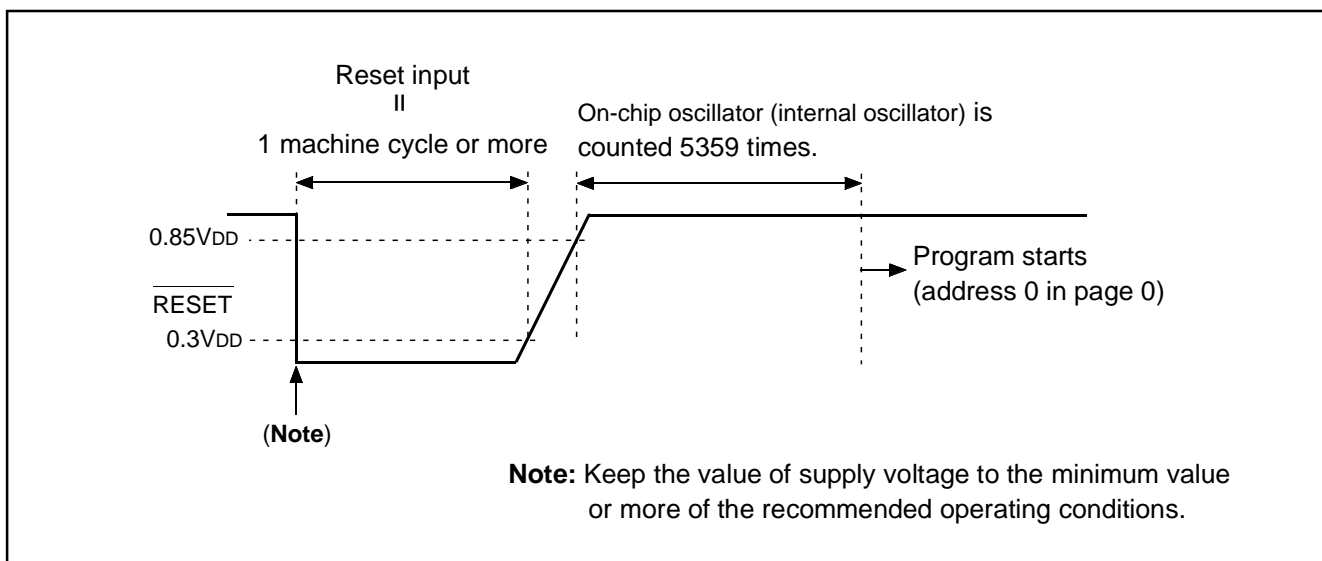 Reset input
=
1 machine cycle or more
On-chip oscillator (internal oscillator) is
counted 5359 times.
0.85VDD
RESET
0.3VDD
Program starts
(address 0 in page 0)
(Note)
Note: Keep the value of supply voltage to the minimum value
or more of the recommended operating conditions.